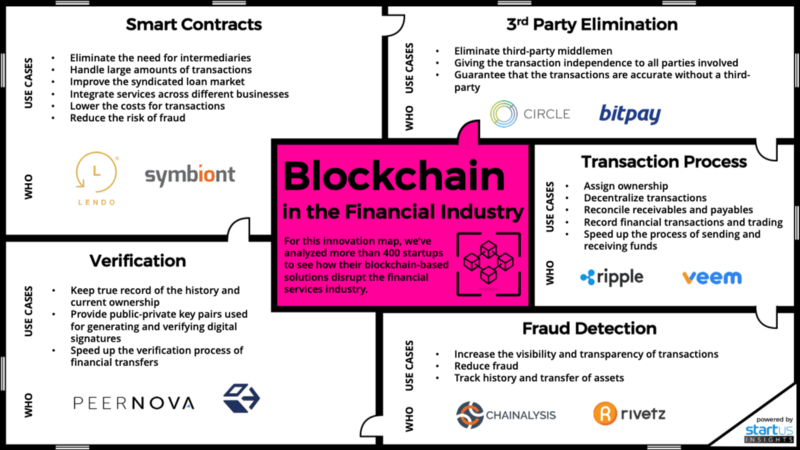 Smart Contracts
USE CASES
• Eliminate the need for intermediaries
• Handle large amounts of transactions
• Improve the syndicated loan market
• Integrate services across different businesses
• Lower the costs for transactions
• Reduce the risk of fraud
WHO
L
LENDO
symbiont
3rd Party Elimination
USE CASES
• Eliminate third-party middlemen
• Giving the transaction independence to all parties involved
• Guarantee that the transactions are accurate without a third-
party
WHO
CIRCLE
bitpay
Blockchain
in the Financial Industry
For this innovation map, we've
analyzed more than 400 startups
to see how their blockchain-based
solutions disrupt the financial
services industry.
Transaction Process
USE CASES
• Assign ownership
• Decentralize transactions
• Reconcile receivables and payables
• Record financial transactions and trading
• Speed up the process of sending and
receiving funds
WHO
ripple
veem
Verification
USE CASES
• Keep true record of the history and
current ownership
• Provide public-private key pairs used
for generating and verifying digital
signatures
• Speed up the verification process of
financial transfers
WHO
PEERNOVA
Fraud Detection
USE CASES
• Increase the visibility and transparency of transactions
• Reduce fraud
• Track history and transfer of assets
WHO
CHAINALYSIS
R
rivetz
powered by
startus
INSIGHTS